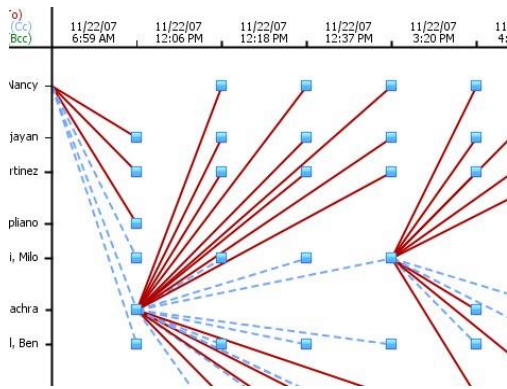 o)
(Cc)
Bcc)
11/22/07
6:59 AM
11/22/07
12:06 PM
11/22/07
12:18 PM
11/22/07
12:37 PM
11/22/07
3:20 PM
11
4:
Nancy
jayan
rtinez
pliano
i, Milo
achra
l, Ben